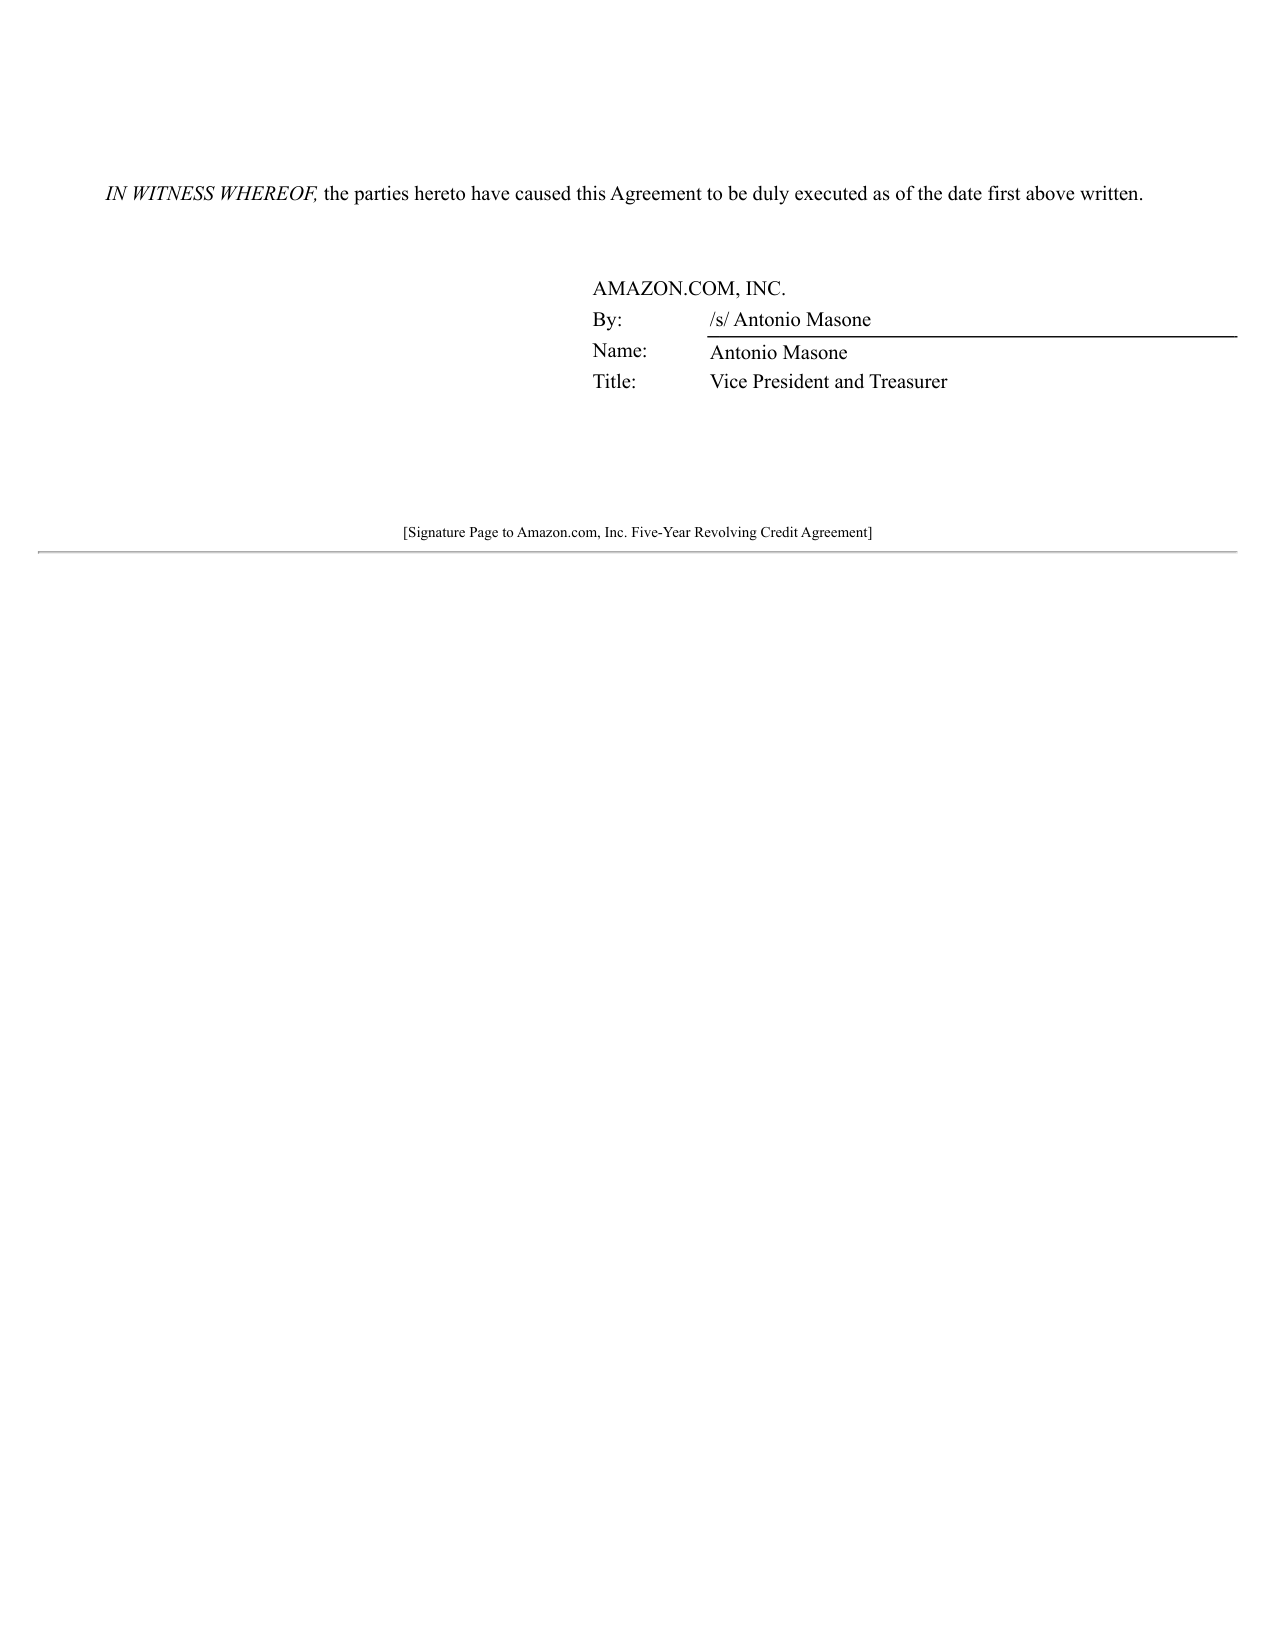 IN WITNESS WHEREOF, the parties hereto have caused this Agreement to be duly executed as of the date first above written.
AMAZON.COM, INC.
By: /s/ Antonio Masone
Name: Antonio Masone
Title: Vice President and Treasurer
[Signature Page to Amazon.com, Inc. Five-Year Revolving Credit Agreement]